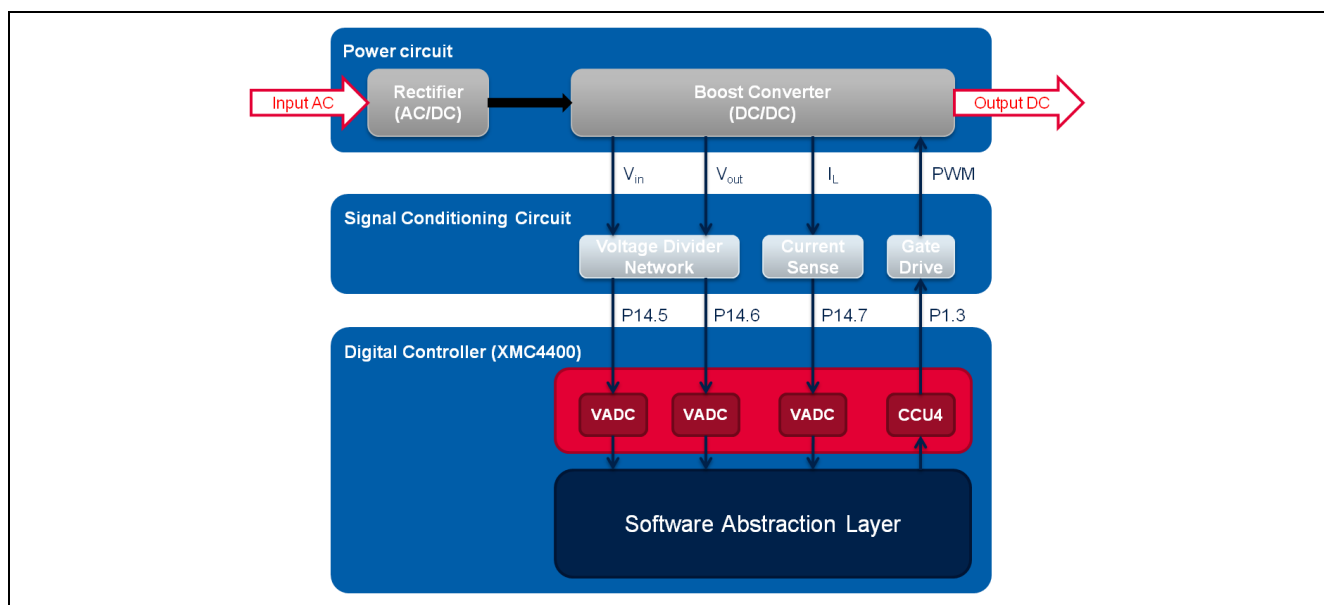 Power circuit
Input AC
Rectifier
(AC/DC)
Boost Converter
(DC/DC)
Output DC
Vin
Vout
IL
PWM
Signal Conditioning Circuit
Voltage Divider
Network
Current
Sense
Gate
Drive
P14.5
P14.6
P14.7
P1.3
Digital Controller (XMC4400)
VADC
VADC
VADC
CCU4
Software Abstraction Layer